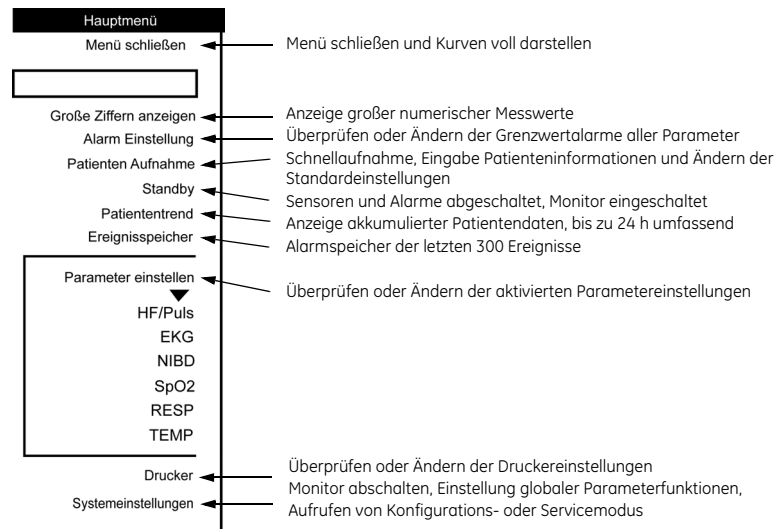 Hauptmenü
Menü schließen
Menü schließen und Kurven voll darstellen
Große Ziffern anzeigen
Anzeige großer numerischer Messwerte
Alarm Einstellung
Überprüfen oder Ändern der Grenzwertalarme aller Parameter
Patienten Aufnahme
Schnellaufnahme, Eingabe Patienteninformationen und Ändern der
Standardeinstellungen
Standby
Sensoren und Alarme abgeschaltet, Monitor eingeschaltet
Patiententrend
Anzeige akkumulierter Patientendaten, bis zu 24 h umfassend
Ereignisspeicher
Alarmspeicher der letzten 300 Ereignisse
Parameter einstellen
Überprüfen oder Ändern der aktivierten Parametereinstellungen
HF/Puls
EKG
NIBD
SpO2
RESP
TEMP
Drucker
Überprüfen oder Ändern der Druckereinstellungen
Systemeinstellungen
Monitor abschalten, Einstellung globaler Parameterfunktionen,
Aufrufen von Konfigurations- oder Servicemodus